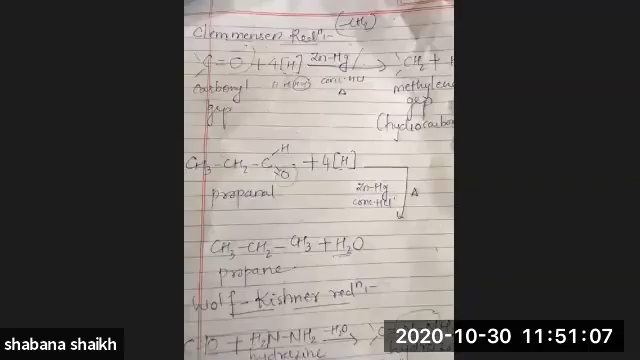 Clemmensen Redⁿ:- (-CH₂)
C=O + 4[H] Zn-Hg → CH₂ +
conc-HCl
Δ
carbonyl methylene
grp grp
(hydrocarbon
H
CH₃-CH₂-C + 4[H]
O
Zn-Hg Δ
propanal conc-HCl
CH₃-CH₂-CH₃ + H₂O
propane
Wolf-Kishner redⁿ:-
O + H₂N-NH₂ -H₂O →
hydrazine
shabana shaikh
2020-10-30 11:51:07